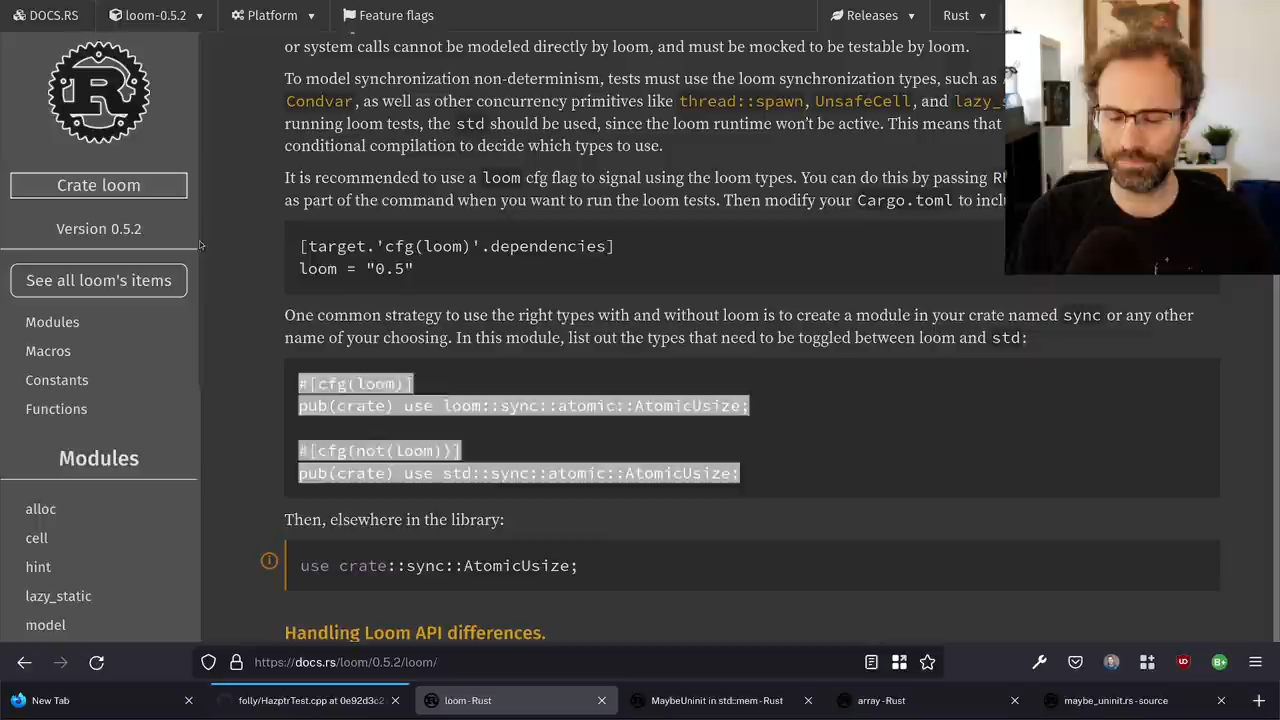 DOCS.RS
loom-0.5.2
Platform
Feature flags
Releases
Rust
or system calls cannot be modeled directly by loom, and must be mocked to be testable by loom.
To model synchronization non-determinism, tests must use the loom synchronization types, such as
Condvar, as well as other concurrency primitives like thread::spawn, UnsafeCell, and lazy_s
running loom tests, the std should be used, since the loom runtime won't be active. This means that
conditional compilation to decide which types to use.
It is recommended to use a loom cfg flag to signal using the loom types. You can do this by passing RU
as part of the command when you want to run the loom tests. Then modify your Cargo.toml to incl
[target.'cfg(loom)'.dependencies]
loom = "0.5"
One common strategy to use the right types with and without loom is to create a module in your crate named sync or any other
name of your choosing. In this module, list out the types that need to be toggled between loom and std:
#[cfg(loom)]
pub(crate) use loom::sync::atomic::AtomicUsize;
#[cfg(not(loom))]
pub(crate) use std::sync::atomic::AtomicUsize;
Then, elsewhere in the library:
use crate::sync::AtomicUsize;
Handling Loom API differences.
R
Crate loom
Version 0.5.2
See all loom's items
Modules
Macros
Constants
Functions
Modules
alloc
cell
hint
lazy_static
model
https://docs.rs/loom/0.5.2/loom/
New Tab
folly/HazptrTest.cpp at 0e92d3c2
loom - Rust
MaybeUninit in std::mem - Rust
array - Rust
maybe_uninit.rs - source